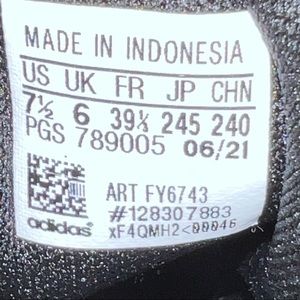 MADE IN INDONESIA
US UK FR JP CHN
7½ 6 39⅓ 245 240
PGS 789005 06/21
ART FY6743
#128307883
adidas xF4QMH2<00046